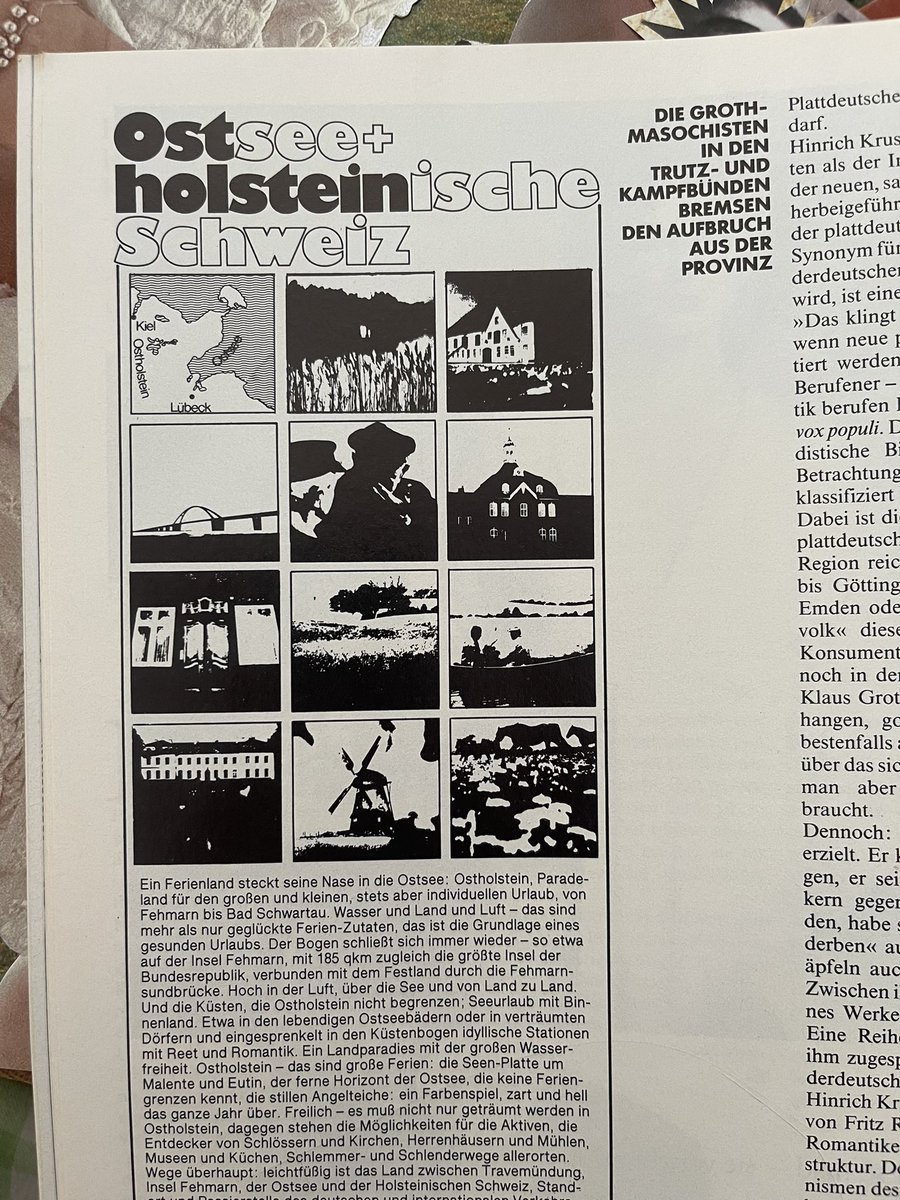 Ostsee+
holsteinische
Schweiz
Kiel
Ostholstein
Ostsee
Lübeck
Ein Ferienland steckt seine Nase in die Ostsee: Ostholstein, Parade-
land für den großen und kleinen, stets aber individuellen Urlaub, von
Fehmarn bis Bad Schwartau. Wasser und Land und Luft – das sind
mehr als nur geglückte Ferien-Zutaten, das ist die Grundlage eines
gesunden Urlaubs. Der Bogen schließt sich immer wieder – so etwa
auf der Insel Fehmarn, mit 185 qkm zugleich die größte Insel der
Bundesrepublik, verbunden mit dem Festland durch die Fehmarn-
sundbrücke. Hoch in der Luft, über die See und von Land zu Land.
Und die Küsten, die Ostholstein nicht begrenzen; Seeurlaub mit Bin-
nenland. Etwa in den lebendigen Ostseebädern oder in verträumten
Dörfern und eingesprenkelt in den Küstenbogen idyllische Stationen
mit Reet und Romantik. Ein Landparadies mit der großen Wasser-
freiheit. Ostholstein – das sind große Ferien: die Seen-Platte um
Malente und Eutin, der ferne Horizont der Ostsee, die keine Ferien-
grenzen kennt, die stillen Angelteiche: ein Farbenspiel, zart und hell
das ganze Jahr über. Freilich – es muß nicht nur geträumt werden in
Ostholstein, dagegen stehen die Möglichkeiten für die Aktiven, die
Entdecker von Schlössern und Kirchen, Herrenhäusern und Mühlen,
Museen und Küchen, Schlemmer- und Schlenderwege allerorten.
Wege überhaupt: leichtfüßig ist das Land zwischen Travemündung,
Insel Fehmarn, der Ostsee und der Holsteinischen Schweiz, Stand-
ort und Passierstelle des deutschen und internationalen Verkehrs
DIE GROTH-
MASOCHISTEN
IN DEN
TRUTZ- UND
KAMPFBÜNDEN
BREMSEN
DEN AUFBRUCH
AUS DER
PROVINZ
Plattdeutsche
darf.
Hinrich Krus
ten als der In
der neuen, sa
herbeigeführ
der plattdeut
Synonym für
derdeutscher
wird, ist eine
»Das klingt
wenn neue p
tiert werden
Berufener –
tik berufen
vox populi. D
distische Bi
Betrachtung
klassifiziert
Dabei ist die
plattdeutsch
Region reic
bis Götting
Emden ode
volk« diese
Konsument
noch in der
Klaus Grot
hangen, go
bestenfalls a
über das sic
man aber
braucht.
Dennoch:
erzielt. Er k
gen, er sei
kern gegen
den, habe s
derben« au
äpfeln auc
Zwischen i
nes Werke
Eine Reihe
ihm zugesp
derdeutsch
Hinrich Kr
von Fritz R
Romantike
struktur. De
nismen des